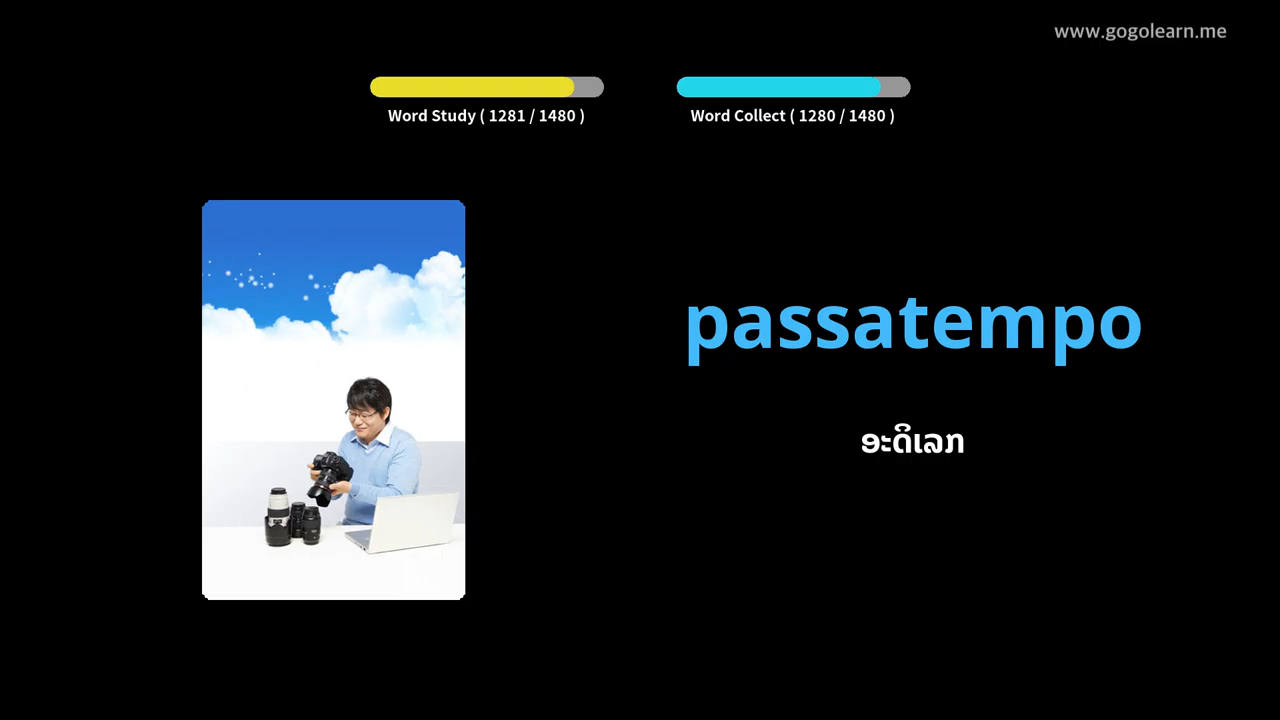 www.gogolearn.me
Word Study ( 1281 / 1480 )
Word Collect ( 1280 / 1480 )
passatempo
ອະດິເລກ